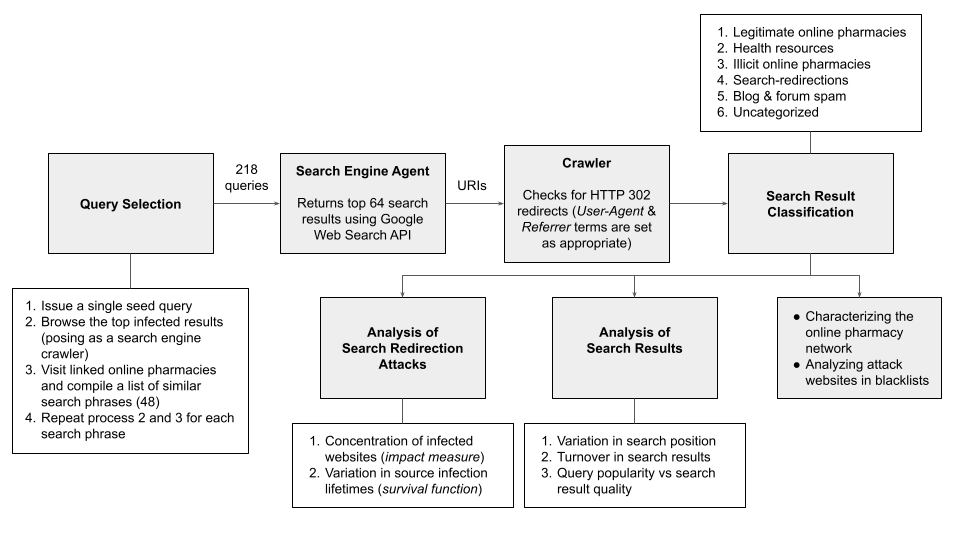 1. Legitimate online pharmacies
2. Health resources
3. Illicit online pharmacies
4. Search-redirections
5. Blog & forum spam
6. Uncategorized
Query Selection
218
queries
Search Engine Agent
Returns top 64 search
results using Google
Web Search API
URIs
Crawler
Checks for HTTP 302
redirects (User-Agent &
Referrer terms are set
as appropriate)
Search Result
Classification
1. Issue a single seed query
2. Browse the top infected results
(posing as a search engine
crawler)
3. Visit linked online pharmacies
and compile a list of similar
search phrases (48)
4. Repeat process 2 and 3 for each
search phrase
Analysis of
Search Redirection
Attacks
Analysis of
Search Results
● Characterizing the
online pharmacy
network
● Analyzing attack
websites in blacklists
1. Concentration of infected
websites (impact measure)
2. Variation in source infection
lifetimes (survival function)
1. Variation in search position
2. Turnover in search results
3. Query popularity vs search
result quality